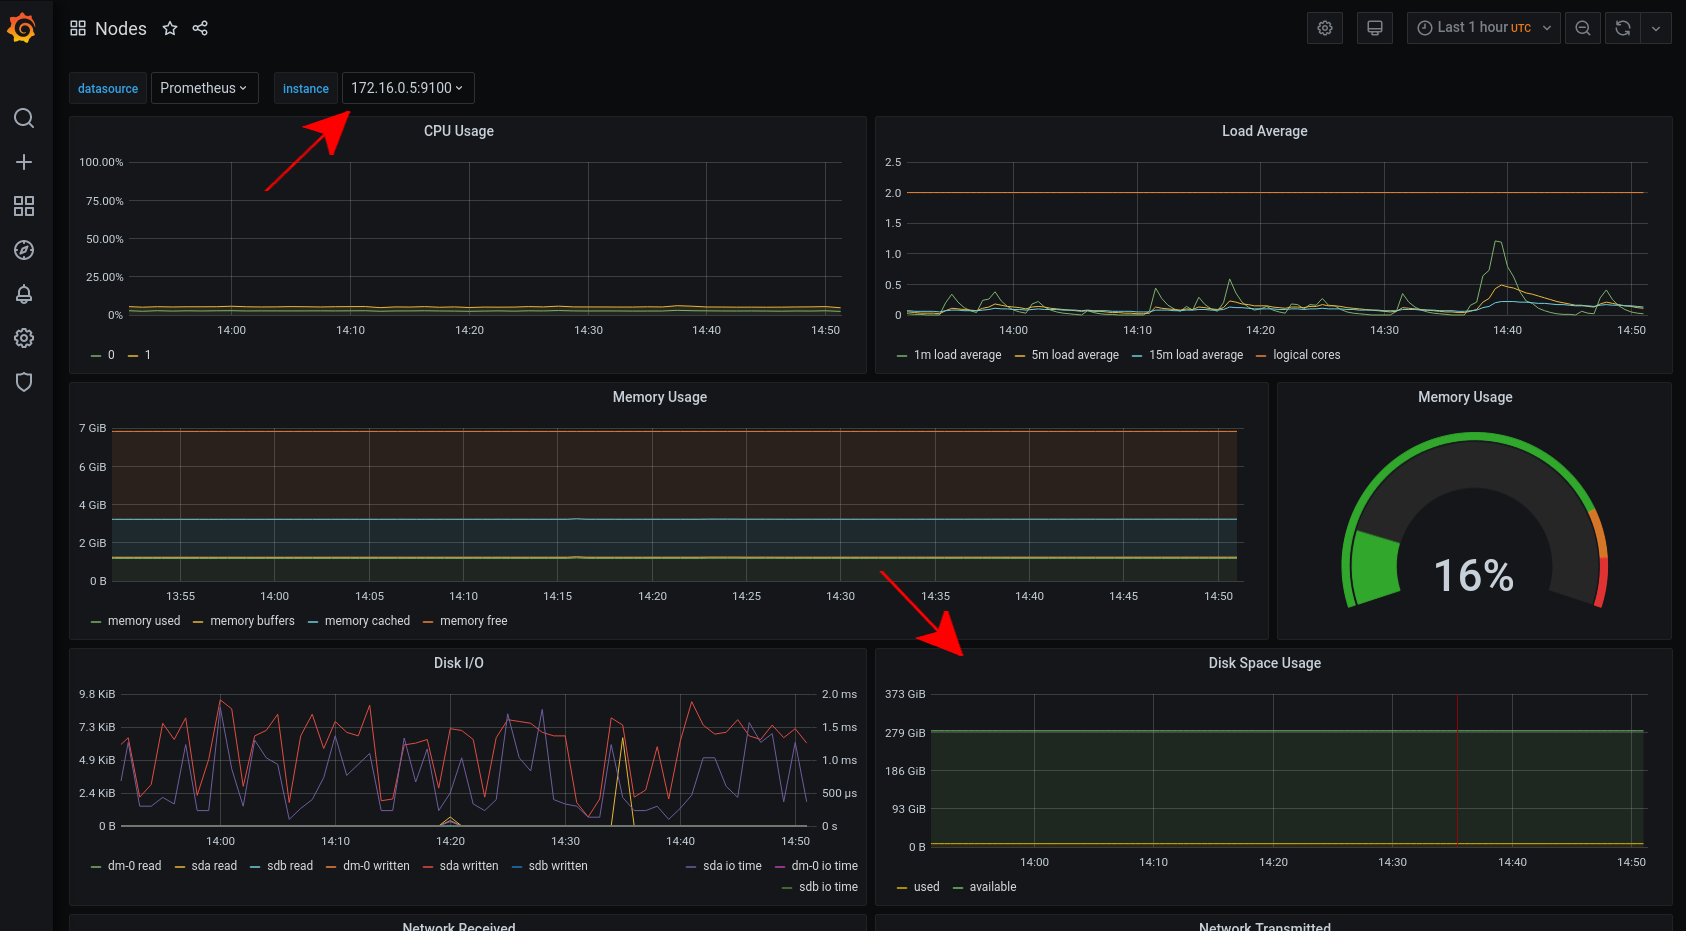 Nodes
Last 1 hour UTC
datasource Prometheus instance 172.16.0.5:9100
CPU Usage
100.00%
75.00%
50.00%
25.00%
0%
14:00 14:10 14:20 14:30 14:40 14:50
0 1
Load Average
2.5
2.0
1.5
1.0
0.5
0
14:00 14:10 14:20 14:30 14:40 14:50
1m load average 5m load average 15m load average logical cores
Memory Usage
7 GiB
6 GiB
4 GiB
2 GiB
0 B
13:55 14:00 14:05 14:10 14:15 14:20 14:25 14:30 14:35 14:40 14:45 14:50
memory used memory buffers memory cached memory free
Memory Usage
16%
Disk I/O
9.8 KiB 2.0 ms
7.3 KiB 1.5 ms
4.9 KiB 1.0 ms
2.4 KiB 500 µs
0 B 0 s
14:00 14:10 14:20 14:30 14:40 14:50
dm-0 read sda read sdb read dm-0 written sda written sdb written sda io time dm-0 io time
sdb io time
Disk Space Usage
373 GiB
279 GiB
186 GiB
93 GiB
0 B
14:00 14:10 14:20 14:30 14:40 14:50
used available
Network Received
Network Transmitted